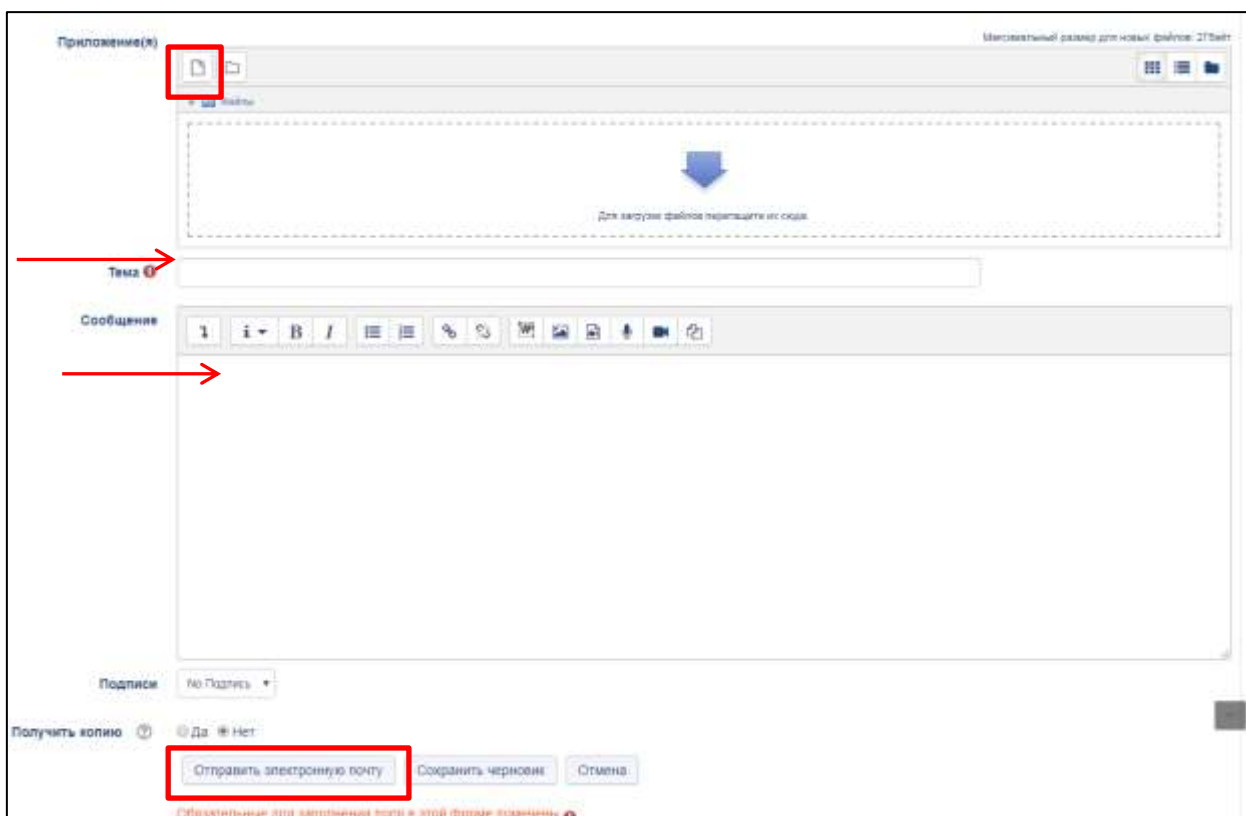 Приложение(я)
Максимальный размер для новых файлов: 2Гбайт
Файлы
Для загрузки файлов перетащите их сюда.
Тема
Сообщение
Подписи
No Подпись
Получить копию
Да Нет
Отправить электронную почту Сохранить черновик Отмена
Обязательные для заполнения поля в этой форме помечены